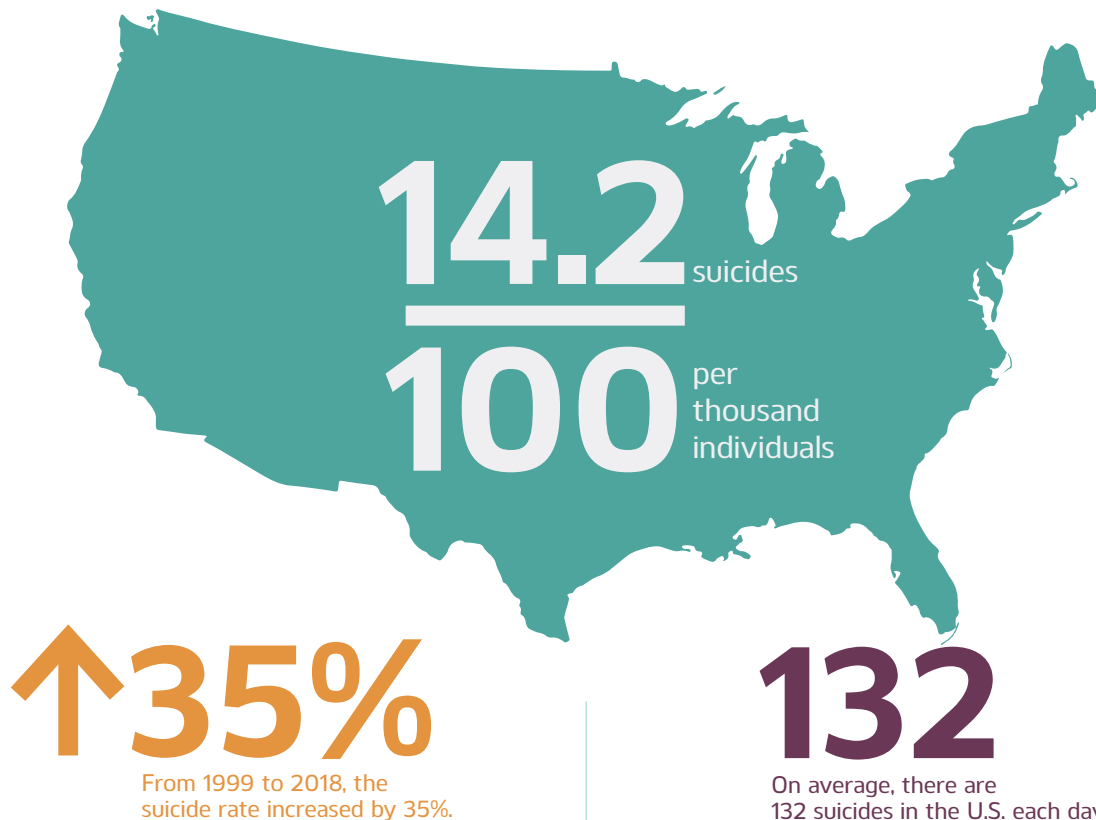 14.2 suicides
100 per
thousand
individuals
35%
From 1999 to 2018, the
suicide rate increased by 35%.
132
On average, there are
132 suicides in the U.S. each day